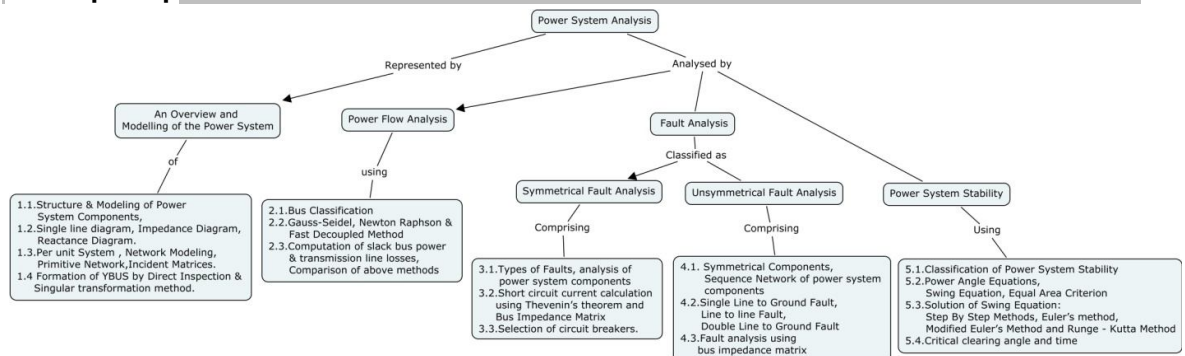 Power System Analysis
Represented by
Analysed by
An Overview and
Modelling of the Power System
Power Flow Analysis
Fault Analysis
Classified as
of
using
Symmetrical Fault Analysis
Unsymmetrical Fault Analysis
Power System Stability
Comprising
Comprising
Using
1.1.Structure & Modeling of Power
System Components,
1.2.Single line diagram, Impedance Diagram,
Reactance Diagram.
1.3.Per unit System , Network Modeling,
Primitive Network,Incident Matrices.
1.4 Formation of YBUS by Direct Inspection &
Singular transformation method.
2.1.Bus Classification
2.2.Gauss-Seidel, Newton Raphson &
Fast Decoupled Method
2.3.Computation of slack bus power
& transmission line losses,
Comparison of above methods
3.1.Types of Faults, analysis of
power system components
3.2.Short circuit current calculation
using Thevenin's theorem and
Bus Impedance Matrix
3.3.Selection of circuit breakers.
4.1. Symmetrical Components,
Sequence Network of power system
components
4.2.Single Line to Ground Fault,
Line to line Fault,
Double Line to Ground Fault
4.3.Fault analysis using
bus impedance matrix
5.1.Classification of Power System Stability
5.2.Power Angle Equations,
Swing Equation, Equal Area Criterion
5.3.Solution of Swing Equation:
Step By Step Methods, Euler's method,
Modified Euler's Method and Runge - Kutta Method
5.4.Critical clearing angle and time